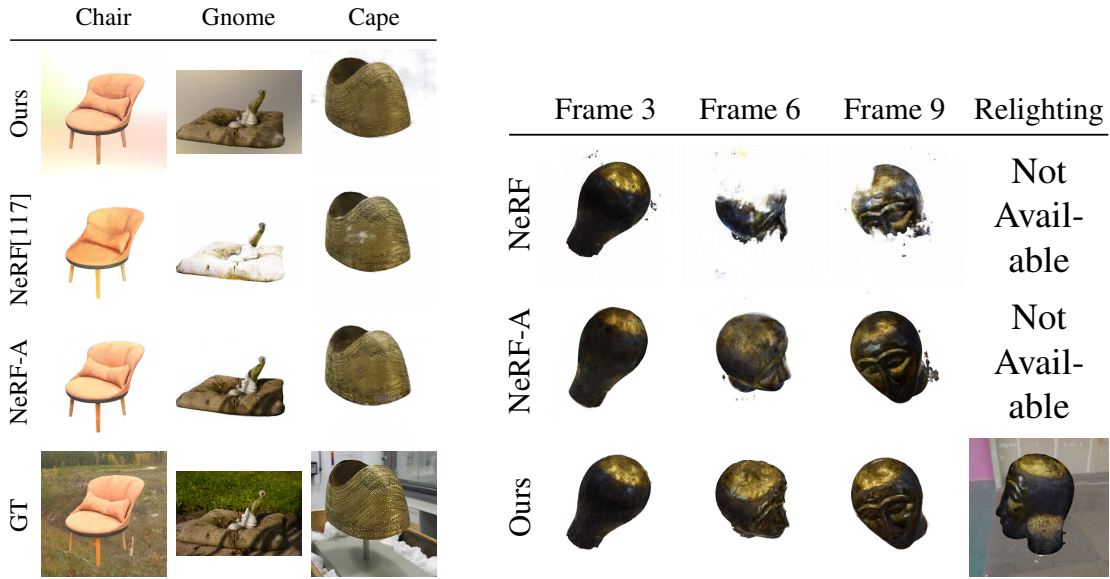 Chair Gnome Cape
Ours
NeRF[117]
NeRF-A
GT
Frame 3 Frame 6 Frame 9 Relighting
NeRF
Not
Avail-
able
NeRF-A
Not
Avail-
able
Ours